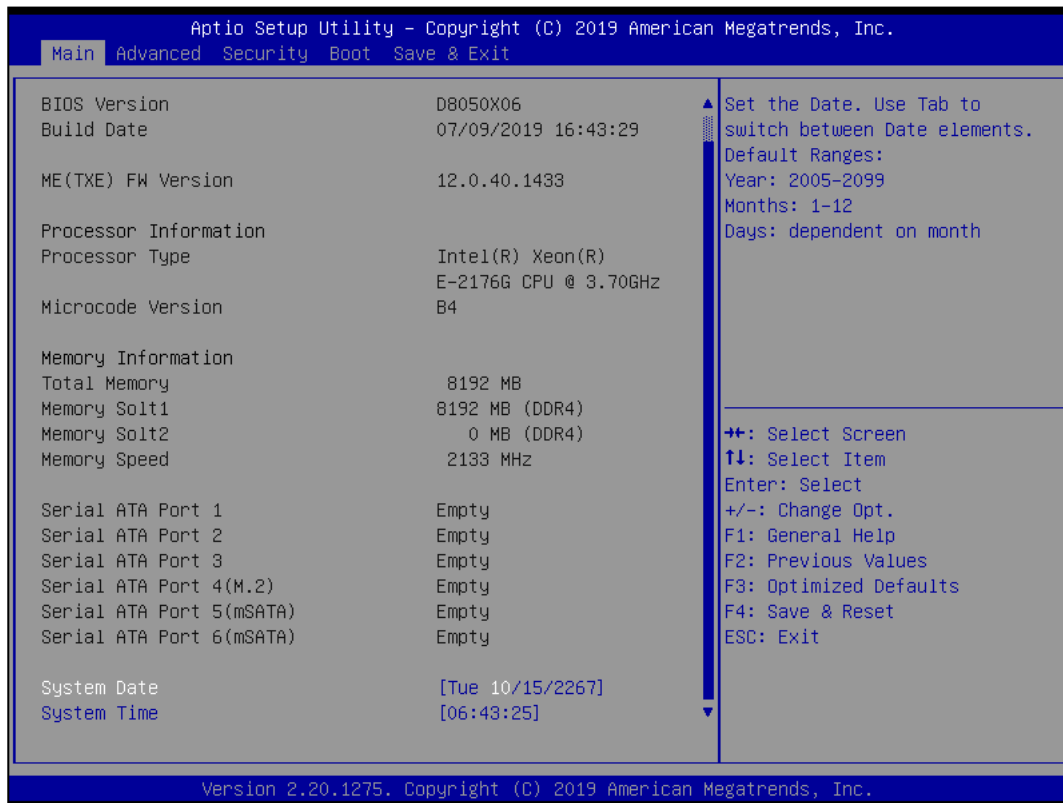 Aptio Setup Utility – Copyright (C) 2019 American Megatrends, Inc.
Main Advanced Security Boot Save & Exit
BIOS Version D8050X06
Build Date 07/09/2019 16:43:29
ME(TXE) FW Version 12.0.40.1433
Processor Information
Processor Type Intel(R) Xeon(R)
E-2176G CPU @ 3.70GHz
Microcode Version B4
Memory Information
Total Memory 8192 MB
Memory Solt1 8192 MB (DDR4)
Memory Solt2 0 MB (DDR4)
Memory Speed 2133 MHz
Serial ATA Port 1 Empty
Serial ATA Port 2 Empty
Serial ATA Port 3 Empty
Serial ATA Port 4(M.2) Empty
Serial ATA Port 5(mSATA) Empty
Serial ATA Port 6(mSATA) Empty
System Date [Tue 10/15/2267]
System Time [06:43:25]
Set the Date. Use Tab to
switch between Date elements.
Default Ranges:
Year: 2005-2099
Months: 1-12
Days: dependent on month
→←: Select Screen
↑↓: Select Item
Enter: Select
+/-: Change Opt.
F1: General Help
F2: Previous Values
F3: Optimized Defaults
F4: Save & Reset
ESC: Exit
Version 2.20.1275. Copyright (C) 2019 American Megatrends, Inc.